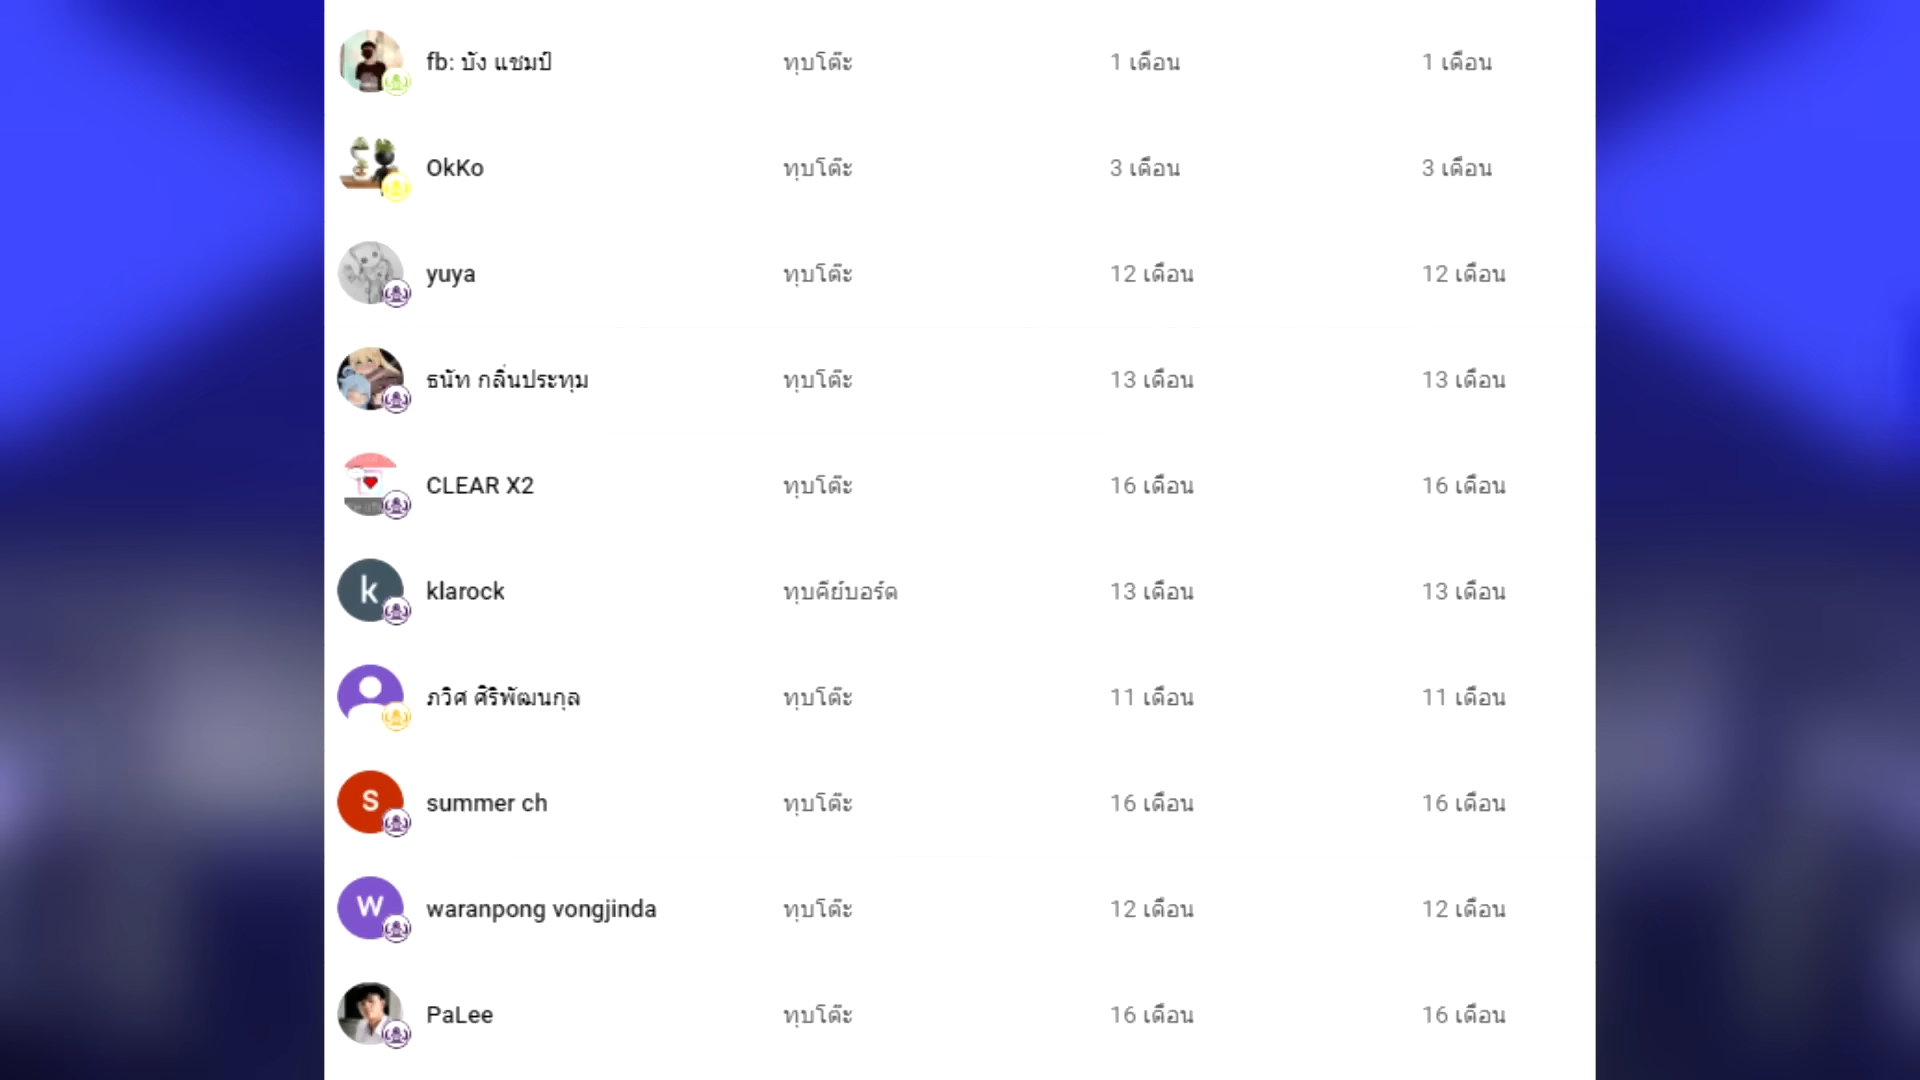 fb: บัง แชมป์ ทุบโต๊ะ 1 เดือน 1 เดือน
OkKo ทุบโต๊ะ 3 เดือน 3 เดือน
yuya ทุบโต๊ะ 12 เดือน 12 เดือน
ธนัท กลิ่นประทุม ทุบโต๊ะ 13 เดือน 13 เดือน
CLEAR X2 ทุบโต๊ะ 16 เดือน 16 เดือน
k klarock ทุบคีย์บอร์ด 13 เดือน 13 เดือน
ภวิศ ศิริพัฒนกุล ทุบโต๊ะ 11 เดือน 11 เดือน
S summer ch ทุบโต๊ะ 16 เดือน 16 เดือน
W waranpong vongjinda ทุบโต๊ะ 12 เดือน 12 เดือน
PaLee ทุบโต๊ะ 16 เดือน 16 เดือน